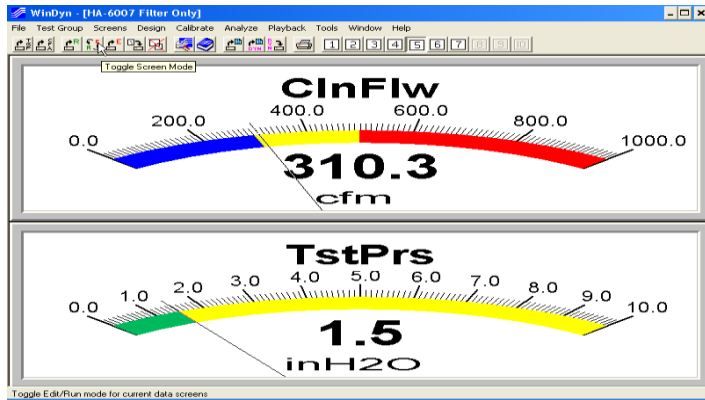 WinDyn - [HA-6007 Filter Only]
File Test Group Screens Design Calibrate Analyze Playback Tools Window Help
1 2 3 4 5 6 7 8 9 10
Toggle Screen Mode
ClnFlw
0.0 200.0 400.0 600.0 800.0 1000.0
310.3
cfm
TstPrs
0.0 1.0 2.0 3.0 4.0 5.0 6.0 7.0 8.0 9.0 10.0
1.5
inH2O
Toggle Edit/Run mode for current data screens